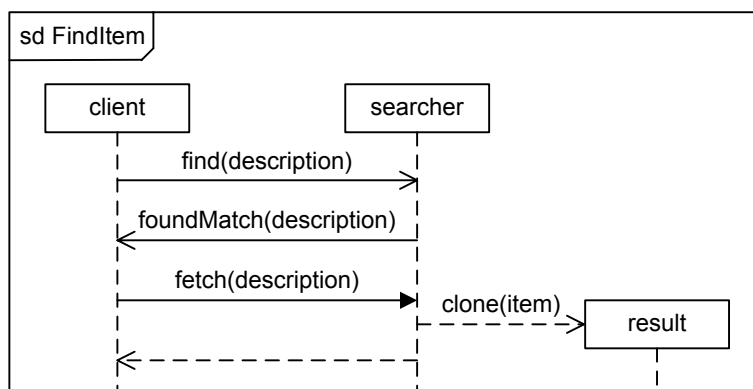 sd FindItem
client
searcher
find(description)
foundMatch(description)
fetch(description)
clone(item)
result